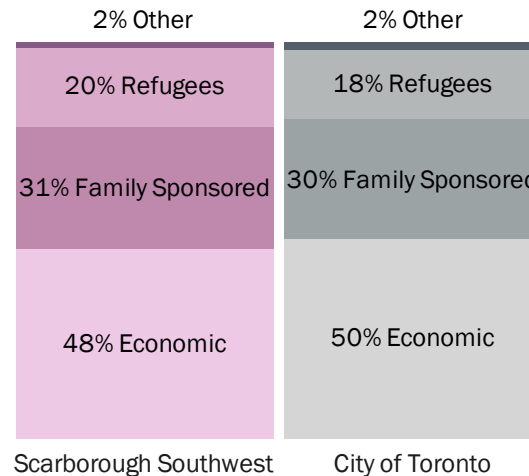 2% Other
20% Refugees
31% Family Sponsored
48% Economic
Scarborough Southwest
2% Other
18% Refugees
30% Family Sponsored
50% Economic
City of Toronto